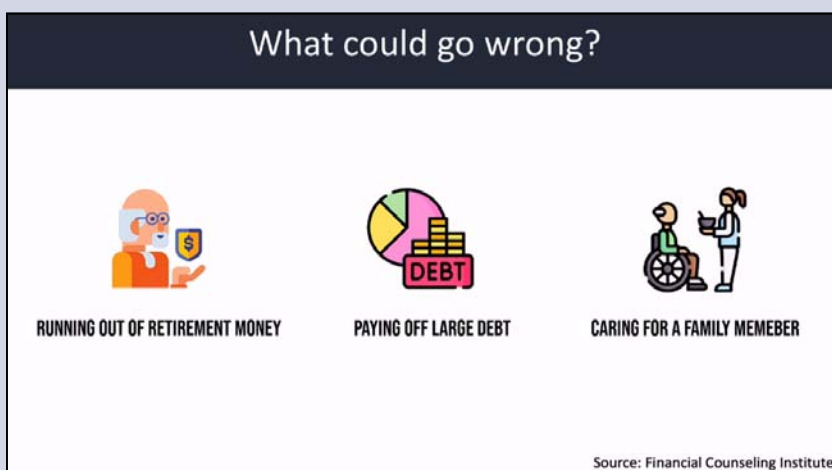 What could go wrong?
$
DEBT
RUNNING OUT OF RETIREMENT MONEY
PAYING OFF LARGE DEBT
CARING FOR A FAMILY MEMEBER
Source: Financial Counseling Institute